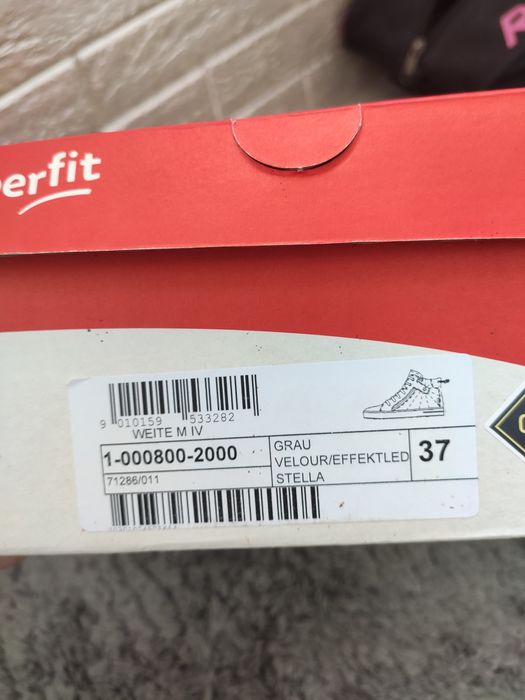 erfit
9 010159 533282
WEITE M IV
1-000800-2000
71286/011
GRAU
VELOUR/EFFEKTLED
STELLA
37